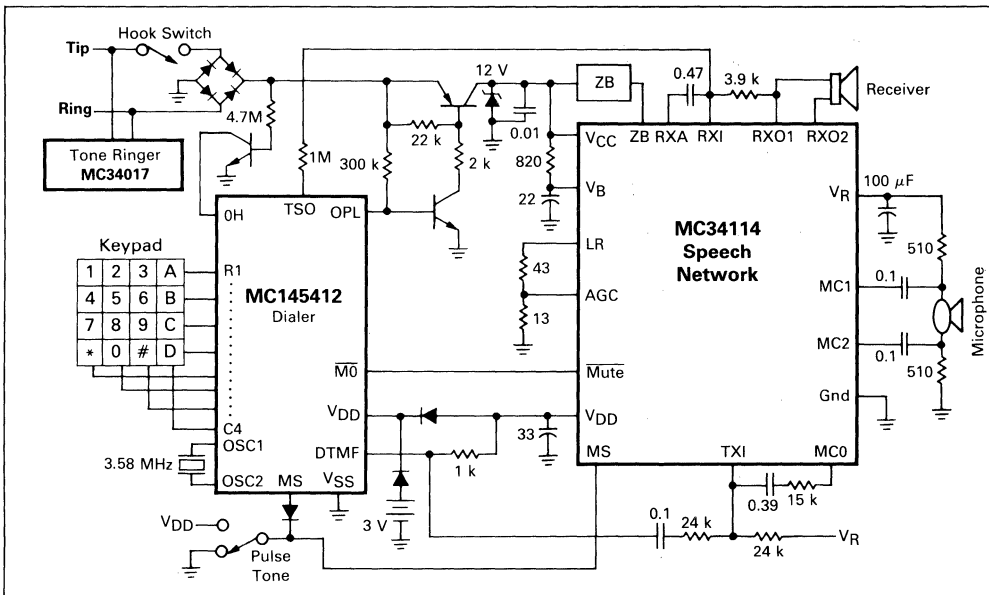 Hook Switch
Tip
Ring
Tone Ringer
MC34017
4.7M
1M
300 k
22 k
2 k
12 V
0.01
ZB
0.47
3.9 k
Receiver
820
22
VCC
ZB
RXA
RXI
RXO1
RXO2
VB
VR
100 µF
MC34114
Speech
Network
LR
AGC
43
13
510
0.1
MC1
MC2
0.1
510
Microphone
Mute
Gnd
VDD
MS
TXI
MC0
33
0H
TSO
OPL
Keypad
1 2 3 A
4 5 6 B
7 8 9 C
* 0 # D
R1
MC145412
Dialer
M0
VDD
DTMF
C4
OSC1
OSC2
MS
VSS
3.58 MHz
1 k
3 V
0.39
15 k
0.1
24 k
24 k
VR
VDD
Pulse
Tone